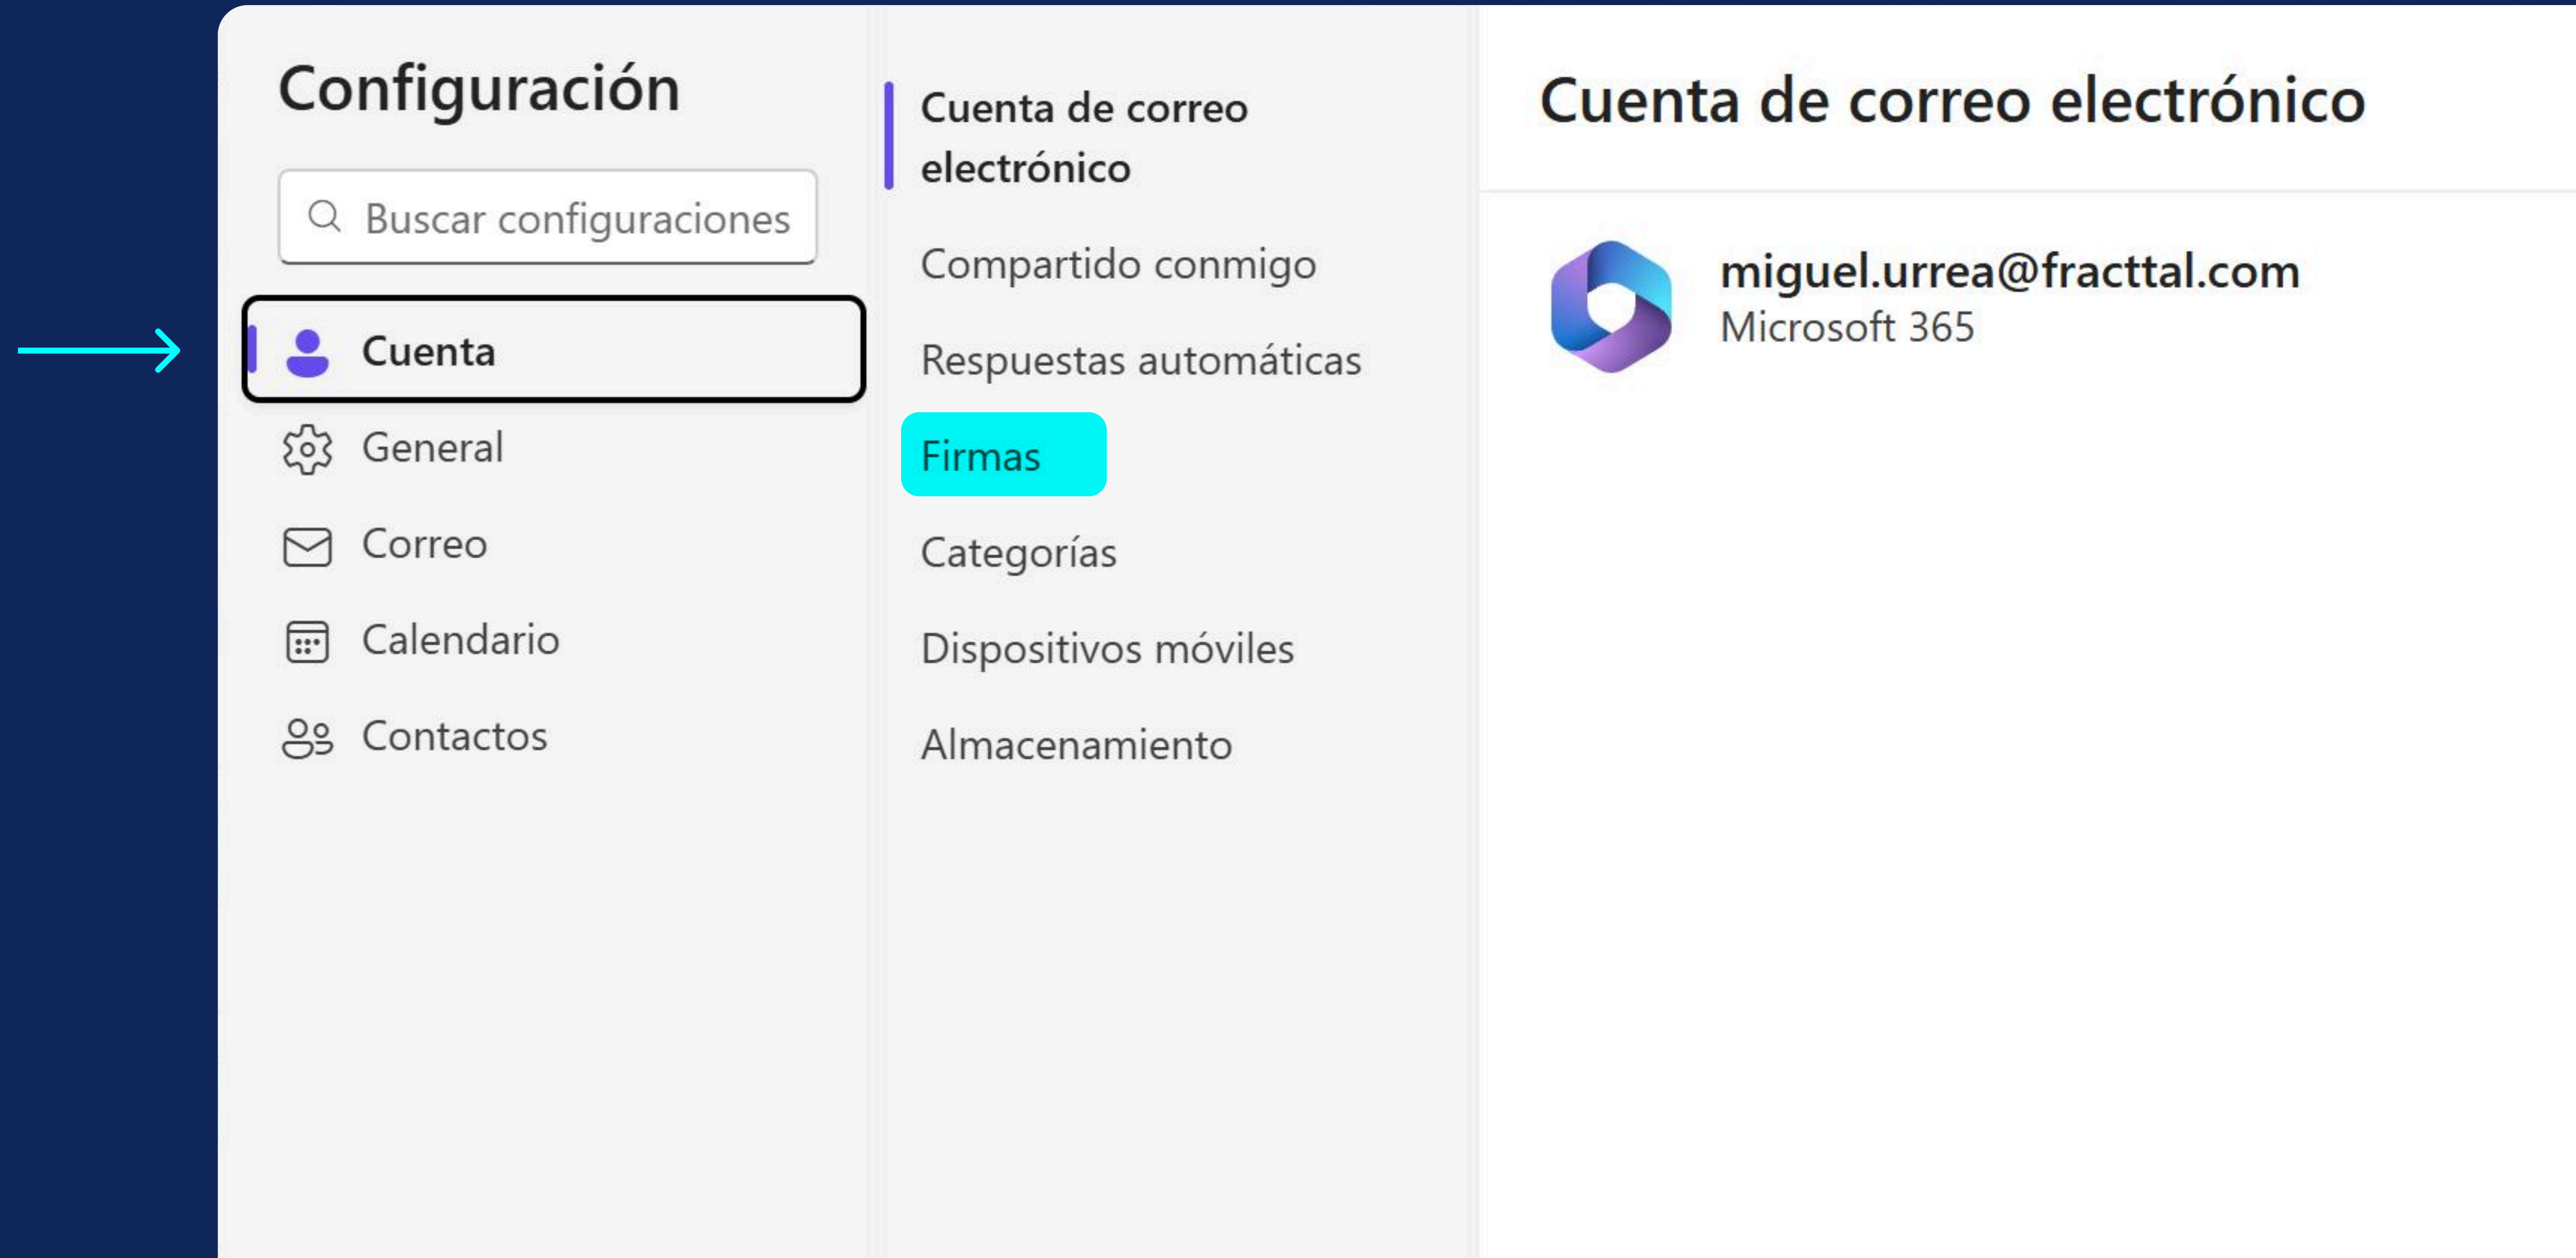 Configuración
Buscar configuraciones
Cuenta
General
Correo
Calendario
Contactos
Cuenta de correo
electrónico
Compartido conmigo
Respuestas automáticas
Firmas
Categorías
Dispositivos móviles
Almacenamiento
Cuenta de correo electrónico
miguel.urrea@fracttal.com
Microsoft 365